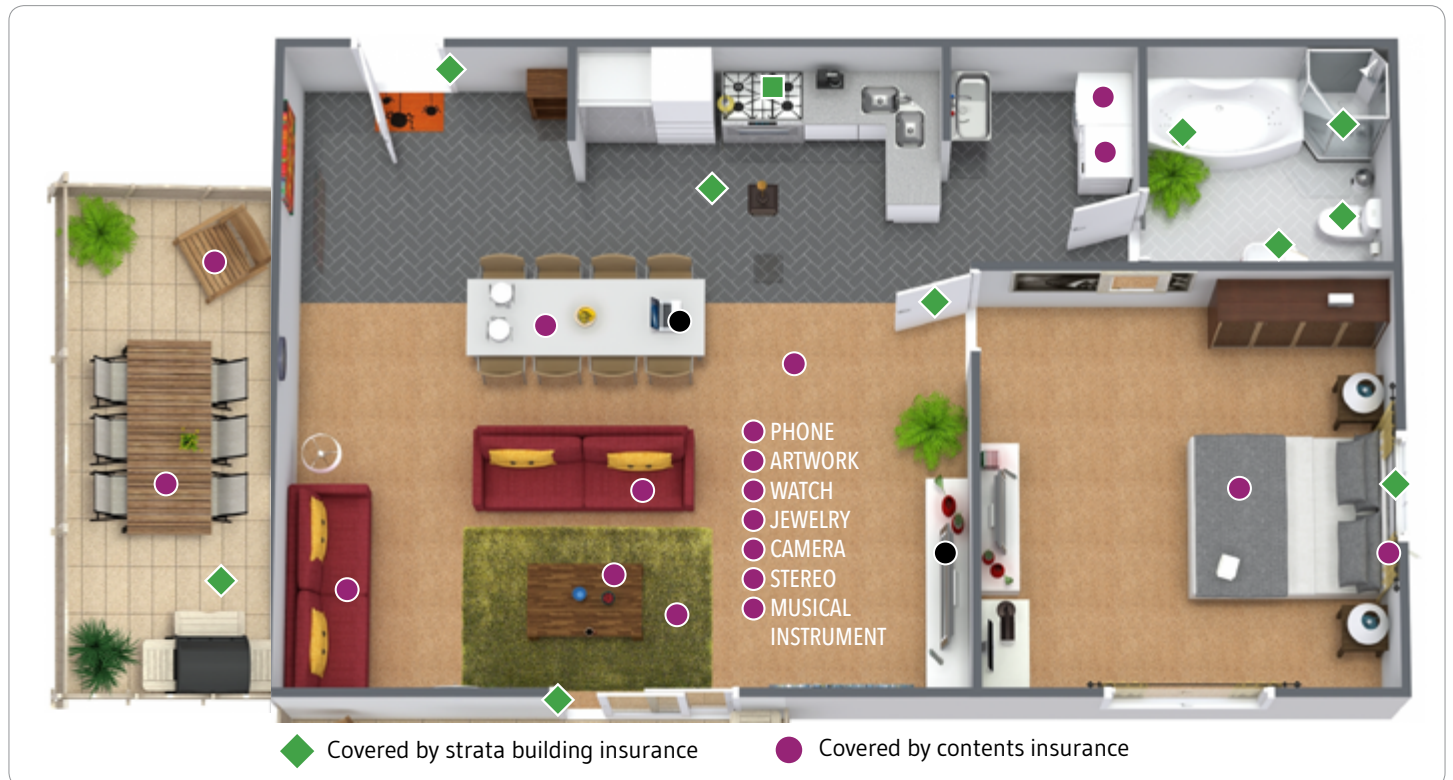 PHONE
ARTWORK
WATCH
JEWELRY
CAMERA
STEREO
MUSICAL
INSTRUMENT
Covered by strata building insurance
Covered by contents insurance